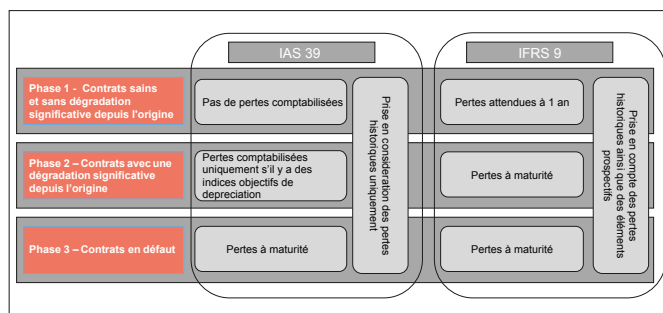 IAS 39
IFRS 9
Phase 1 - Contrats sains
et sans dégradation
significative depuis l'origine
Pas de pertes comptabilisées
Pertes attendues à 1 an
Phase 2 – Contrats avec une
dégradation significative
depuis l'origine
Pertes comptabilisées
uniquement s'il y a des
indices objectifs de
depreciation
Pertes à maturité
Phase 3 – Contrats en défaut
Pertes à maturité
Pertes à maturité
Prise en consideration des pertes
historiques uniquement
Prise en compte des pertes
historiques ainsi que des éléments
prospectifs